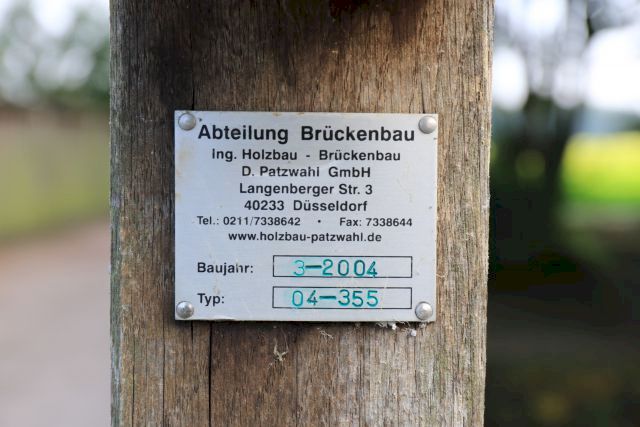 Abteilung Brückenbau
Ing. Holzbau - Brückenbau
D. Patzwahl GmbH
Langenberger Str. 3
40233 Düsseldorf
Tel.: 0211/7338642 • Fax: 7338644
www.holzbau-patzwahl.de
Baujahr: 3-2004
Typ: 04-355